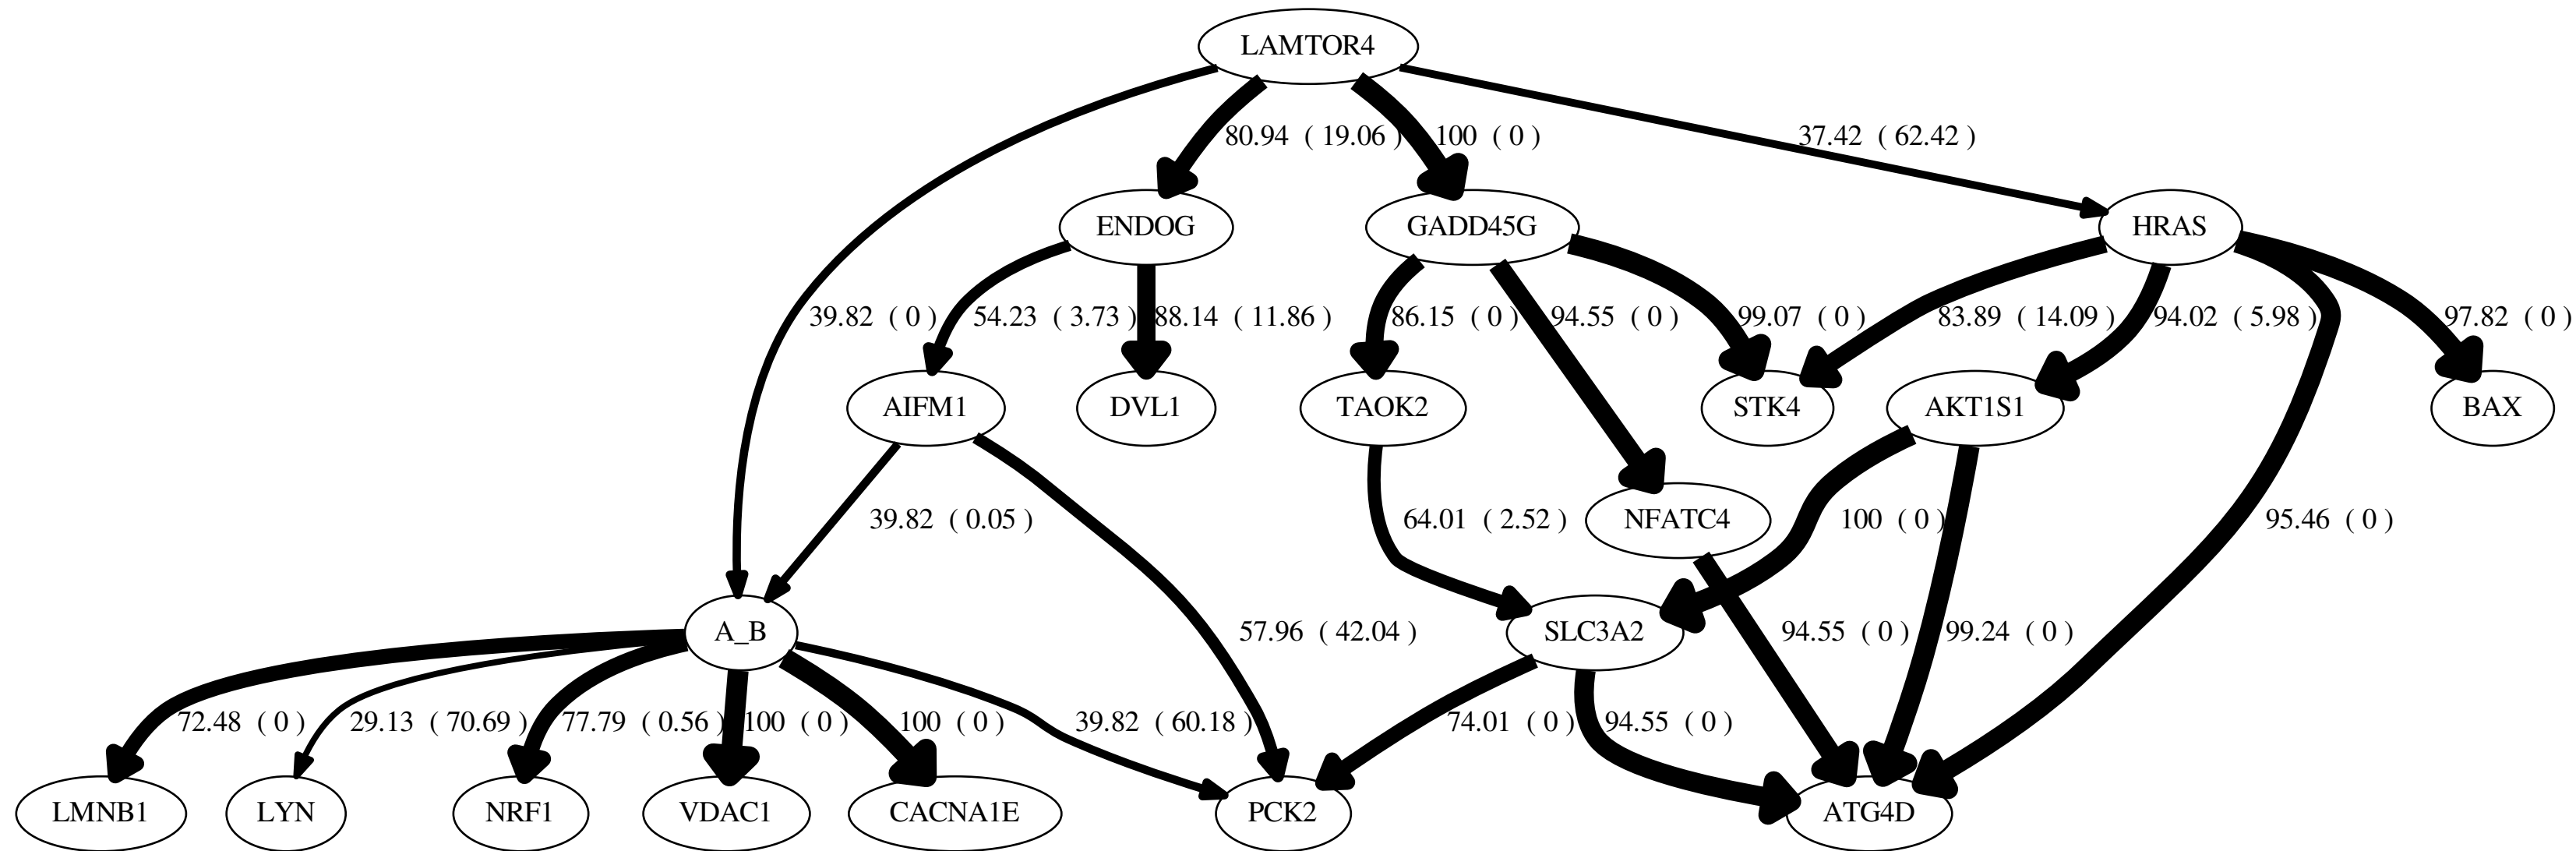 LAMTOR4
80.94 ( 19.06 )
100 ( 0 )
37.42 ( 62.42 )
ENDOG
GADD45G
HRAS
39.82 ( 0 )
54.23 ( 3.73 )
88.14 ( 11.86 )
86.15 ( 0 )
94.55 ( 0 )
99.07 ( 0 )
83.89 ( 14.09 )
94.02 ( 5.98 )
97.82 ( 0 )
AIFM1
DVL1
TAOK2
STK4
AKT1S1
BAX
39.82 ( 0.05 )
64.01 ( 2.52 )
NFATC4
100 ( 0 )
95.46 ( 0 )
A_B
57.96 ( 42.04 )
SLC3A2
94.55 ( 0 )
99.24 ( 0 )
72.48 ( 0 )
29.13 ( 70.69 )
77.79 ( 0.56 )
100 ( 0 )
100 ( 0 )
39.82 ( 60.18 )
74.01 ( 0 )
94.55 ( 0 )
LMNB1
LYN
NRF1
VDAC1
CACNA1E
PCK2
ATG4D